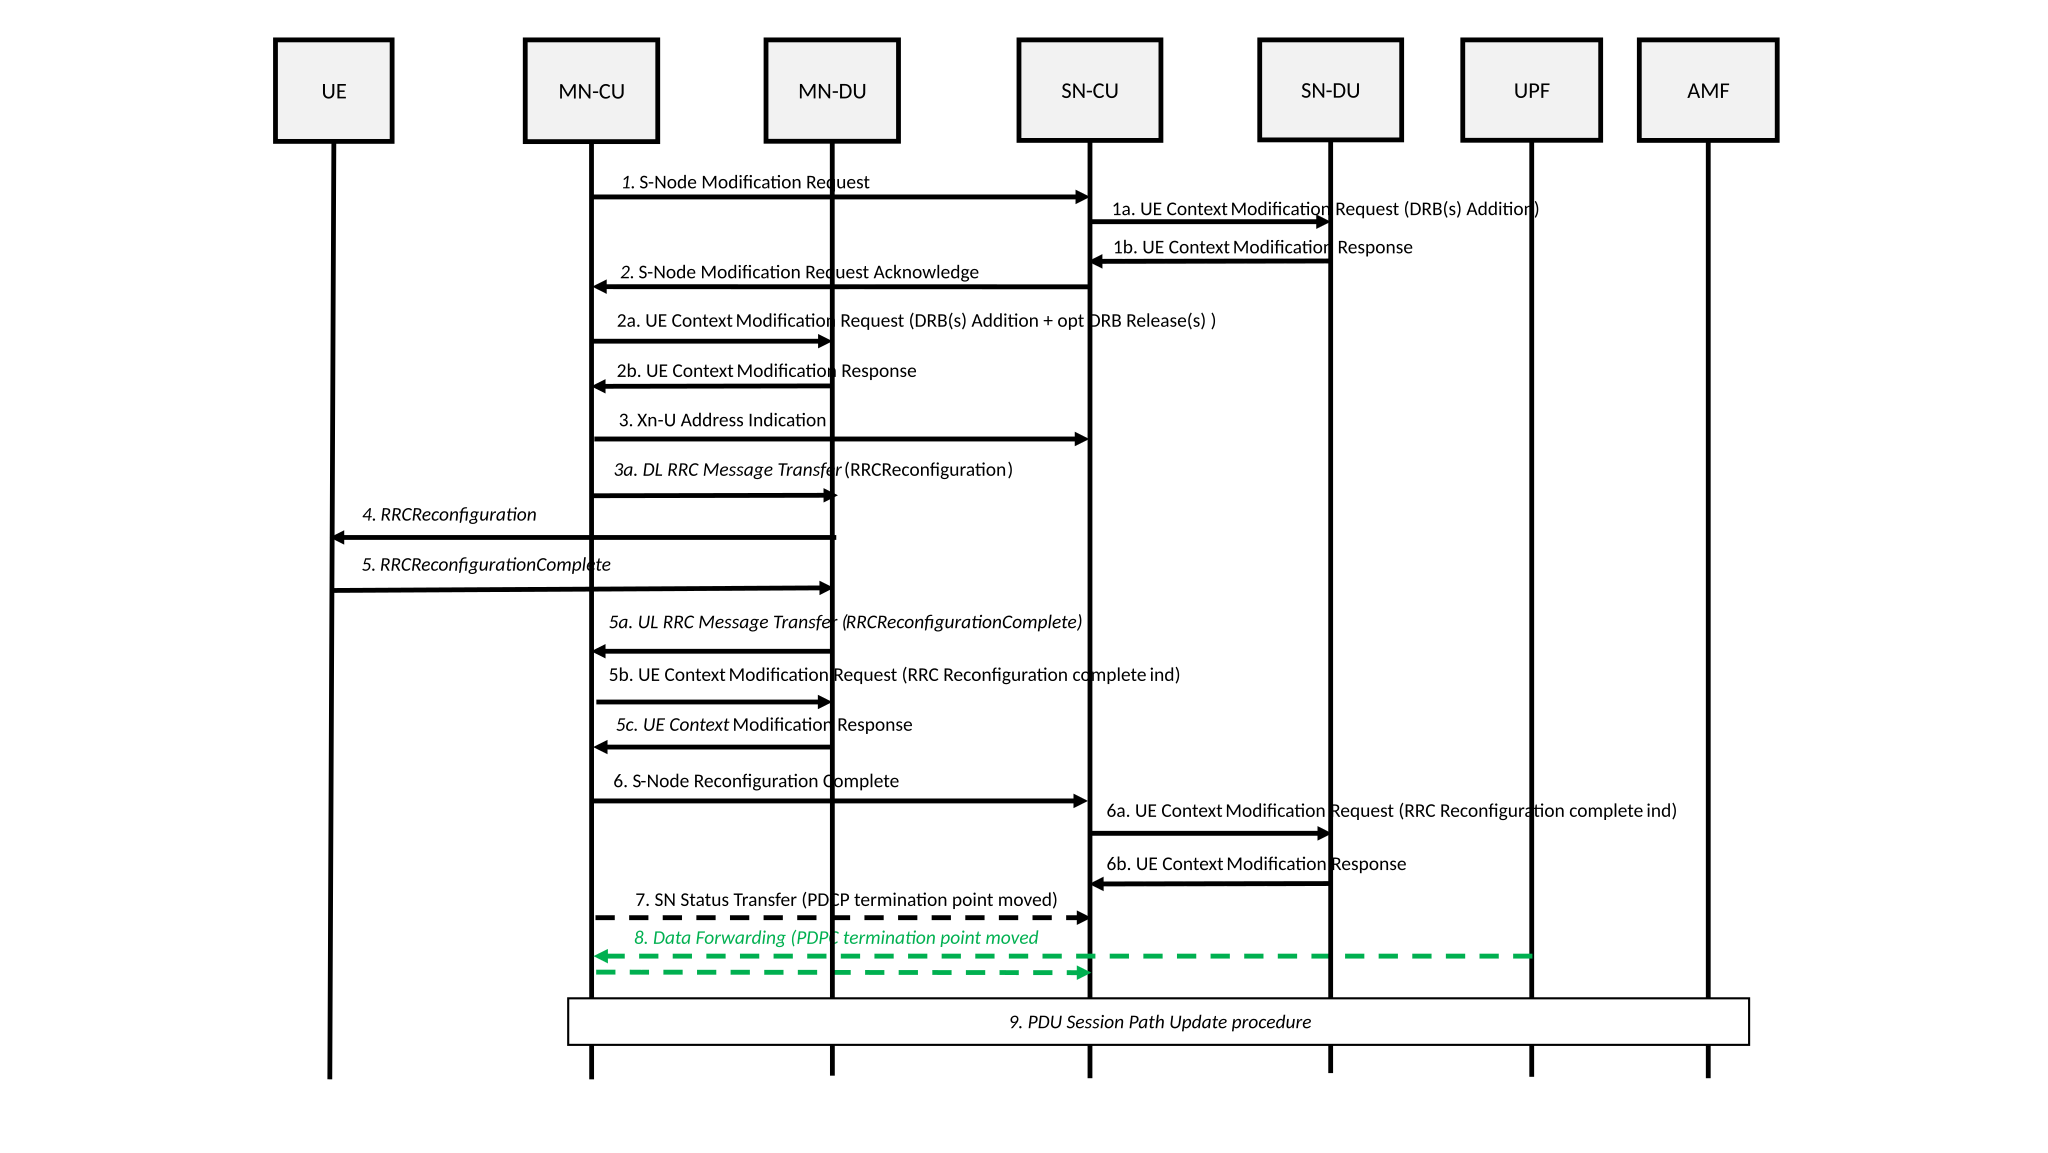 UE
MN-CU
MN-DU
SN-CU
SN-DU
UPF
AMF
1. S-Node Modification Request
1a. UE Context Modification Request (DRB(s) Addition)
1b. UE Context Modification Response
2. S-Node Modification Request Acknowledge
2a. UE Context Modification Request (DRB(s) Addition + opt DRB Release(s) )
2b. UE Context Modification Response
3. Xn-U Address Indication
3a. DL RRC Message Transfer (RRCReconfiguration)
4. RRCReconfiguration
5. RRCReconfigurationComplete
5a. UL RRC Message Transfer (RRCReconfigurationComplete)
5b. UE Context Modification Request (RRC Reconfiguration complete ind)
5c. UE Context Modification Response
6. S-Node Reconfiguration Complete
6a. UE Context Modification Request (RRC Reconfiguration complete ind)
6b. UE Context Modification Response
7. SN Status Transfer (PDCP termination point moved)
8. Data Forwarding (PDPC termination point moved
9. PDU Session Path Update procedure